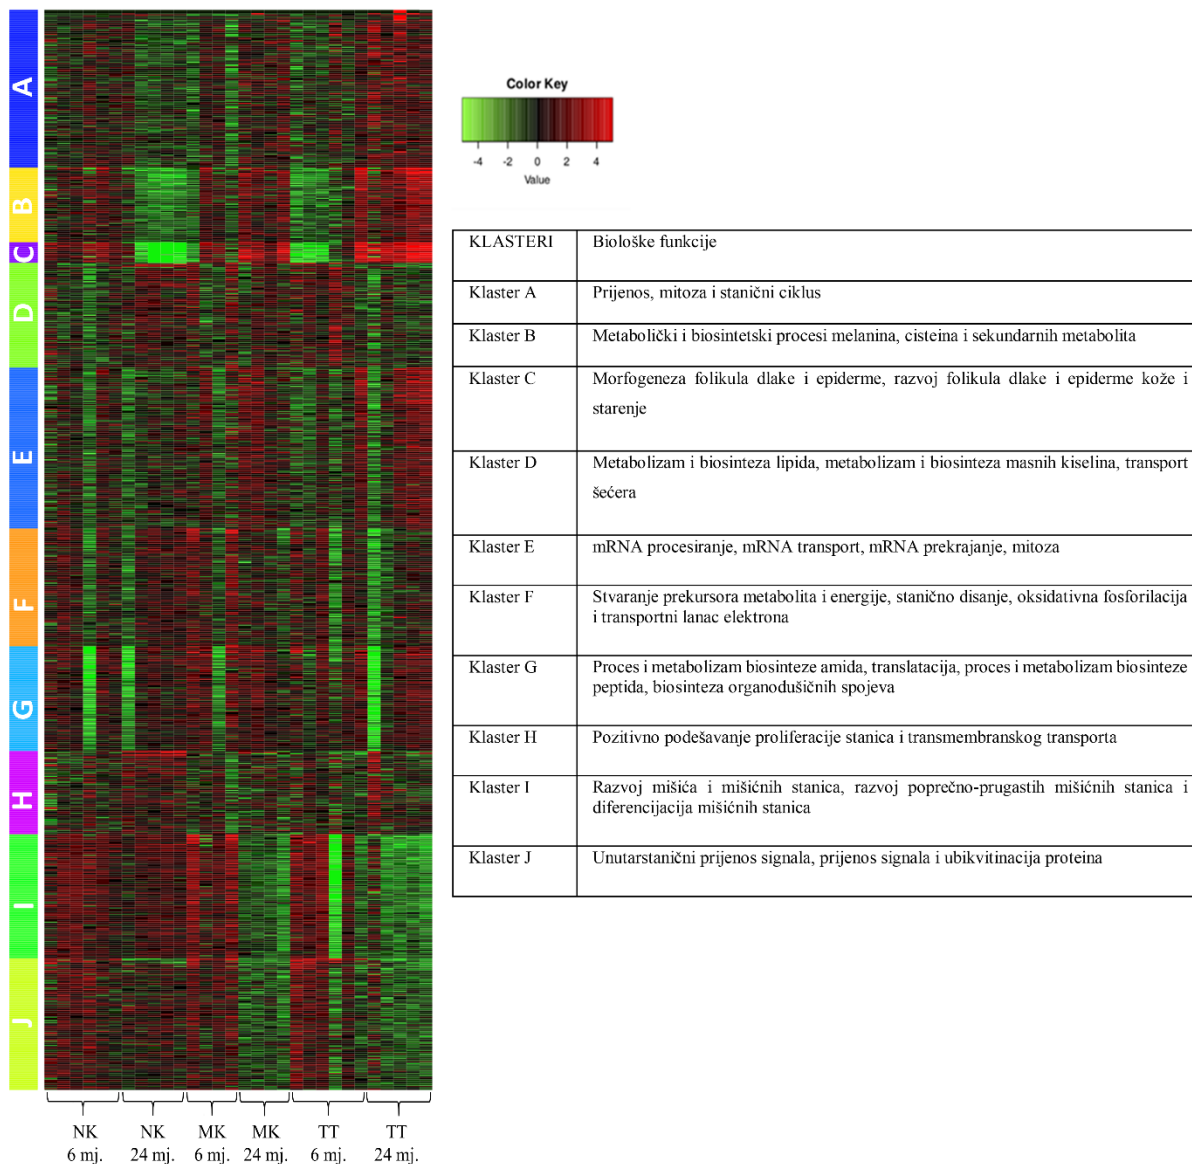 A
B
C
D
E
F
G
H
I
J
Color Key
-4 -2 0 2 4
Value
KLASTERI Biološke funkcije
Klaster A Prijenos, mitoza i stanični ciklus
Klaster B Metabolički i biosintetski procesi melanina, cisteina i sekundarnih metabolita
Klaster C Morfogeneza folikula dlake i epiderme, razvoj folikula dlake i epiderme kože i
starenje
Klaster D Metabolizam i biosinteza lipida, metabolizam i biosinteza masnih kiselina, transport
šećera
Klaster E mRNA procesiranje, mRNA transport, mRNA prekrajanje, mitoza
Klaster F Stvaranje prekursora metabolita i energije, stanično disanje, oksidativna fosforilacija
i transportni lanac elektrona
Klaster G Proces i metabolizam biosinteze amida, translatacija, proces i metabolizam biosinteze
peptida, biosinteza organodušičnih spojeva
Klaster H Pozitivno podešavanje proliferacije stanica i transmembranskog transporta
Klaster I Razvoj mišića i mišićnih stanica, razvoj poprečno-prugastih mišićnih stanica i
diferencijacija mišićnih stanica
Klaster J Unutarstanični prijenos signala, prijenos signala i ubikvitinacija proteina
NK NK MK MK TT TT
6 mj. 24 mj. 6 mj. 24 mj. 6 mj. 24 mj.